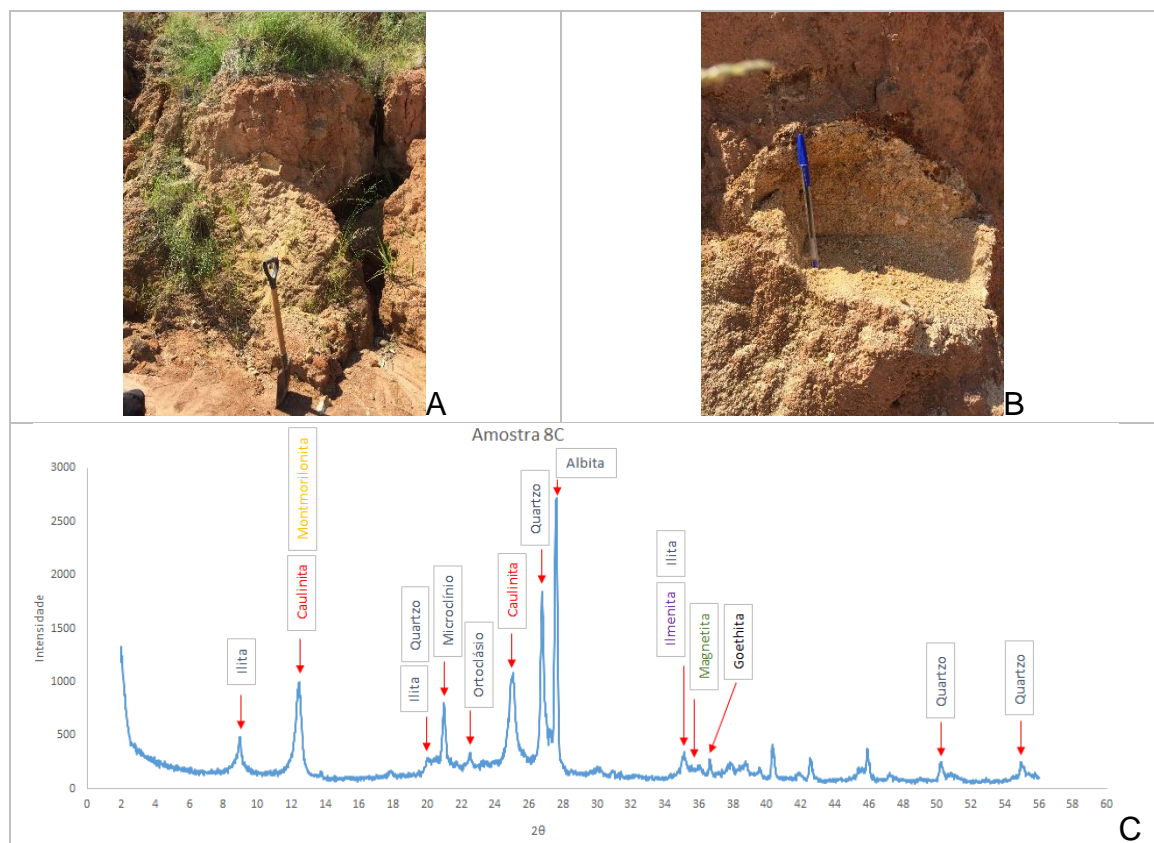 A
B
Amostra 8C
Albita
Montmorilonita
Quartzo
Ilita
Quartzo
Microclínio
Caulinita
Caulinita
Ilita
Ilita
Ortoclásio
Ilmenita
Magnetita
Goethita
Quartzo
Quartzo
Intensidade
3000
2500
2000
1500
1000
500
0
0 2 4 6 8 10 12 14 16 18 20 22 24 26 28 30 32 34 36 38 40 42 44 46 48 50 52 54 56 58 60
2θ
C